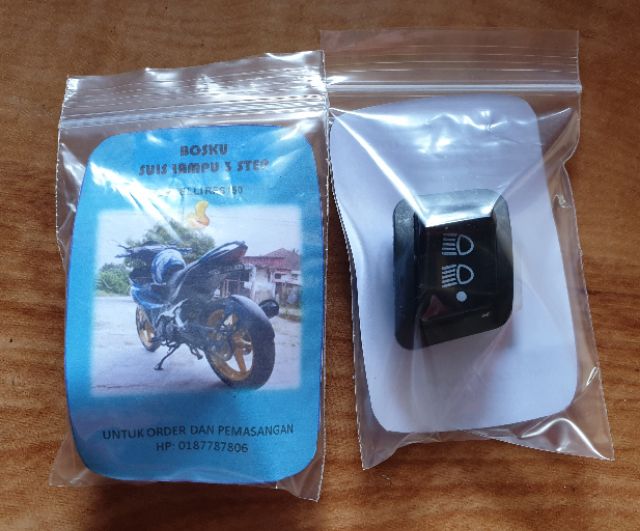 BOSKU
SUIS LAMPU 3 STEP
UNTUK ORDER DAN PEMASANGAN
HP: 0187787806